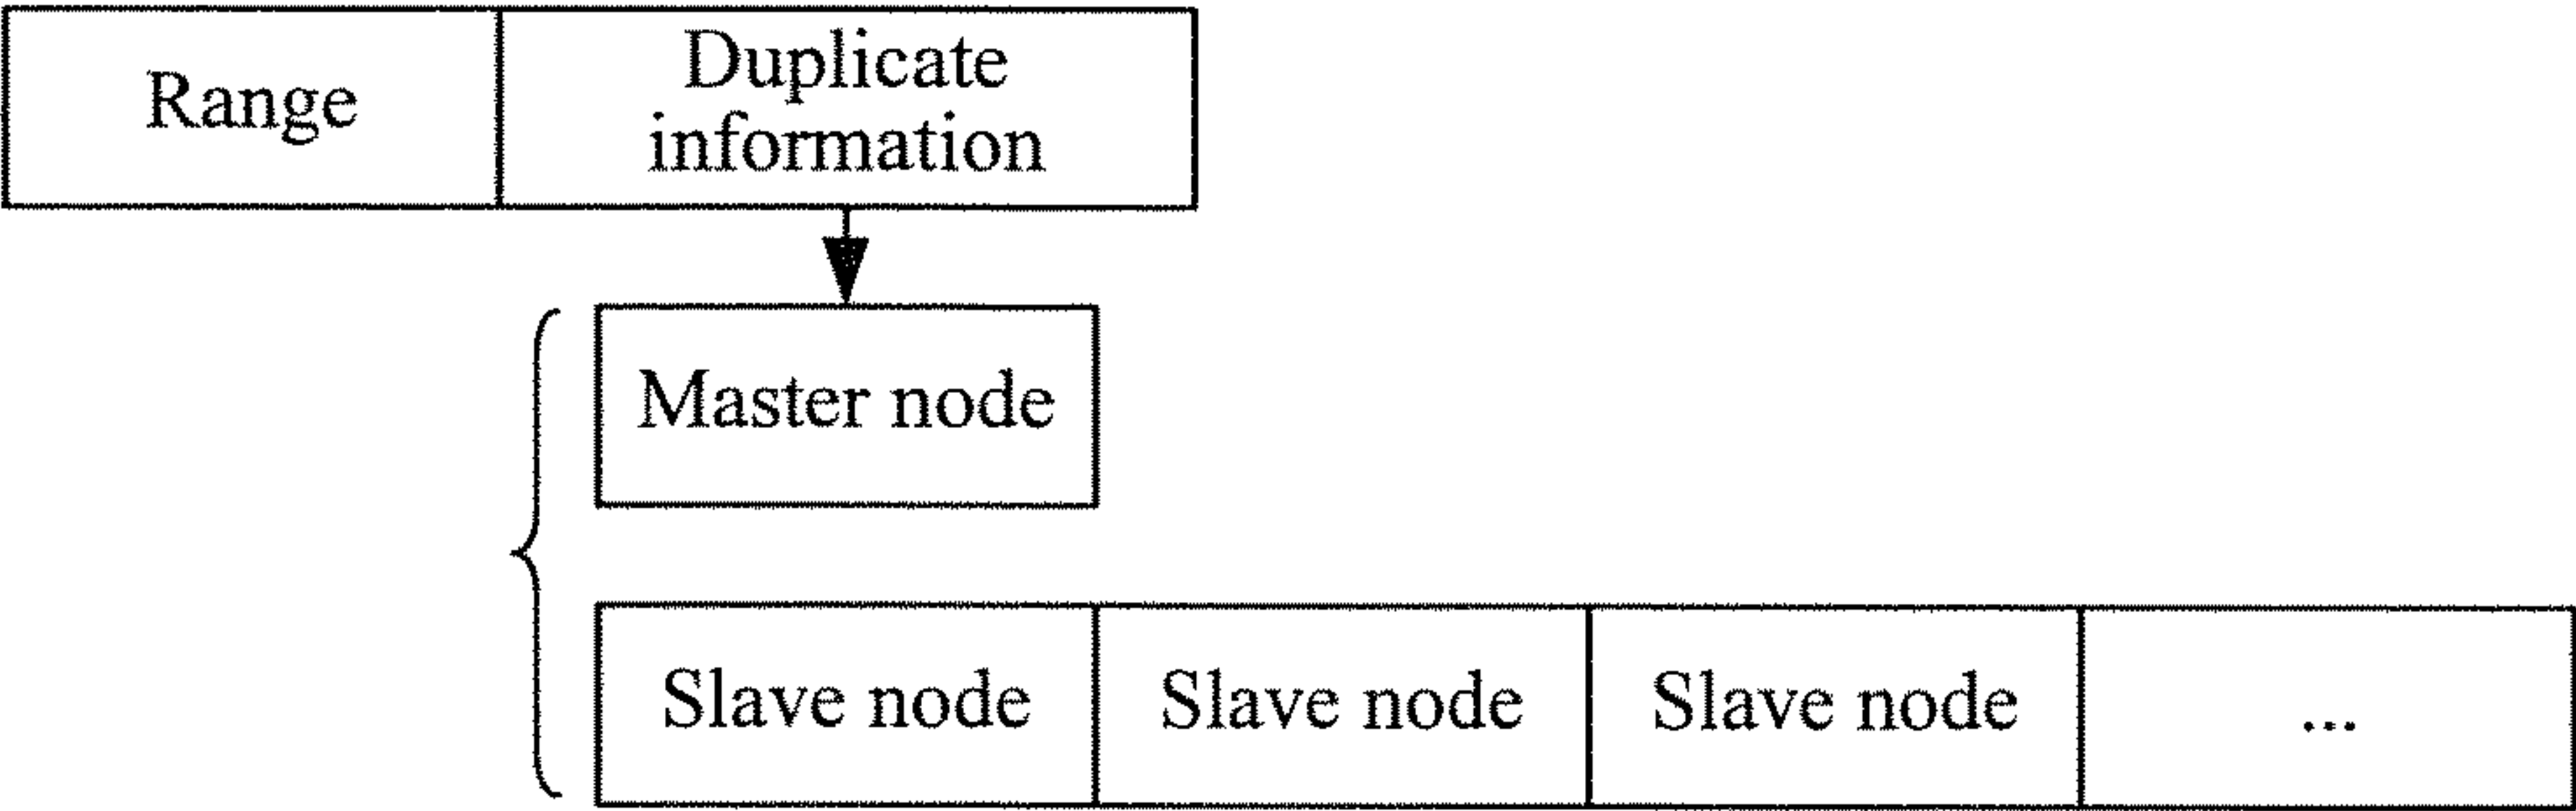 Range
Duplicate
information
Master node
Slave node
Slave node
Slave node
...